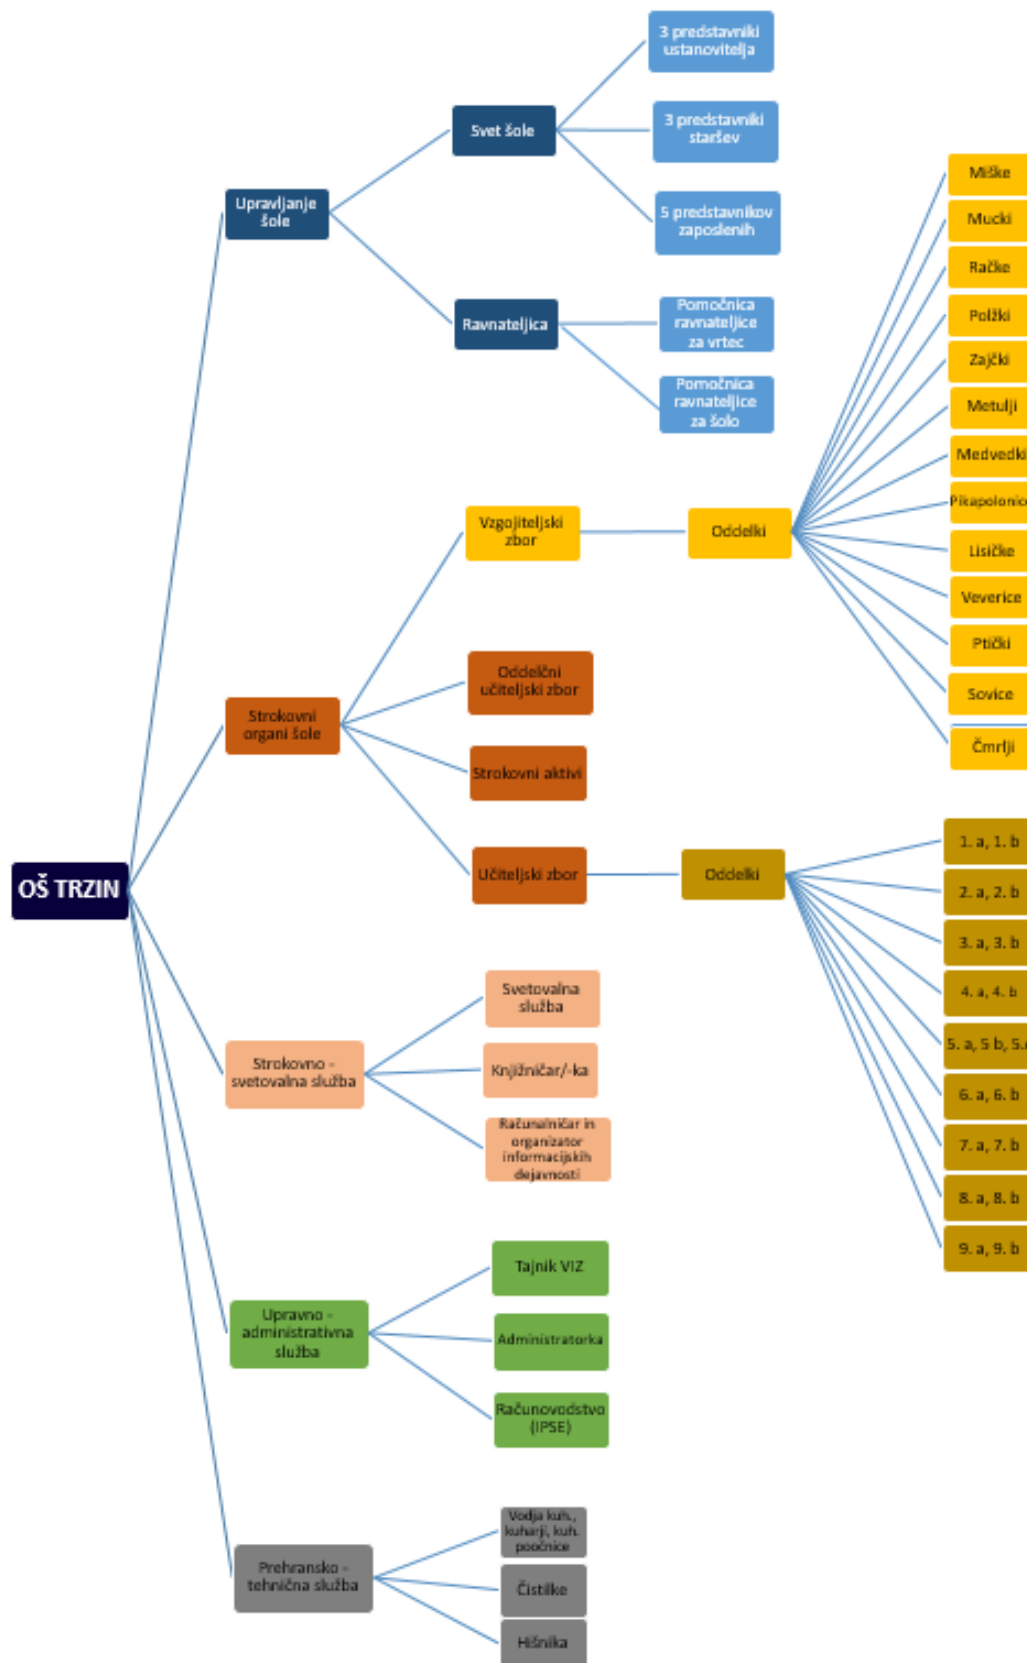 OŠ TRZIN
Upravljanje
šole
Svet šole
3 predstavniki
ustanovitelja
3 predstavniki
staršev
5 predstavnikov
zaposlenih
Ravnateljica
Pomočnica
ravnateljice
za vrtec
Pomočnica
ravnateljice
za šolo
Strokovni
organi šole
Vzgojiteljski
zbor
Oddelki
Miške
Mucki
Račke
Polžki
Zajčki
Metulji
Medvedki
Pikapolonice
Lisičke
Veverice
Ptički
Sovice
Čmrlji
Oddelčni
učiteljski zbor
Strokovni aktivi
Učiteljski zbor
Oddelki
1. a, 1. b
2. a, 2. b
3. a, 3. b
4. a, 4. b
5. a, 5 b, 5.
6. a, 6. b
7. a, 7. b
8. a, 8. b
9. a, 9. b
Strokovno -
svetovalna služba
Svetovalna
služba
Knjižničar/-ka
Računalničar in
organizator
informacijskih
dejavnosti
Upravno -
administrativna
služba
Tajnik VIZ
Administratorka
Računovodstvo
(IPSE)
Prehransko -
tehnična služba
Vodja kuh.,
kuharji, kuh.
poočnice
Čistilke
Hišnika